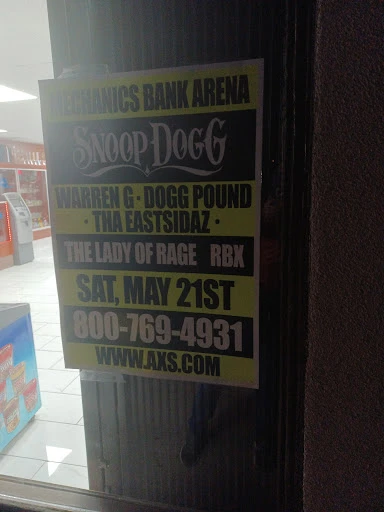 MECHANICS BANK ARENA
SNOOP DOGG
WARREN G · DOGG POUND
· THA EASTSIDAZ ·
THE LADY OF RAGE RBX
SAT, MAY 21ST
800-769-4931
WWW.AXS.COM